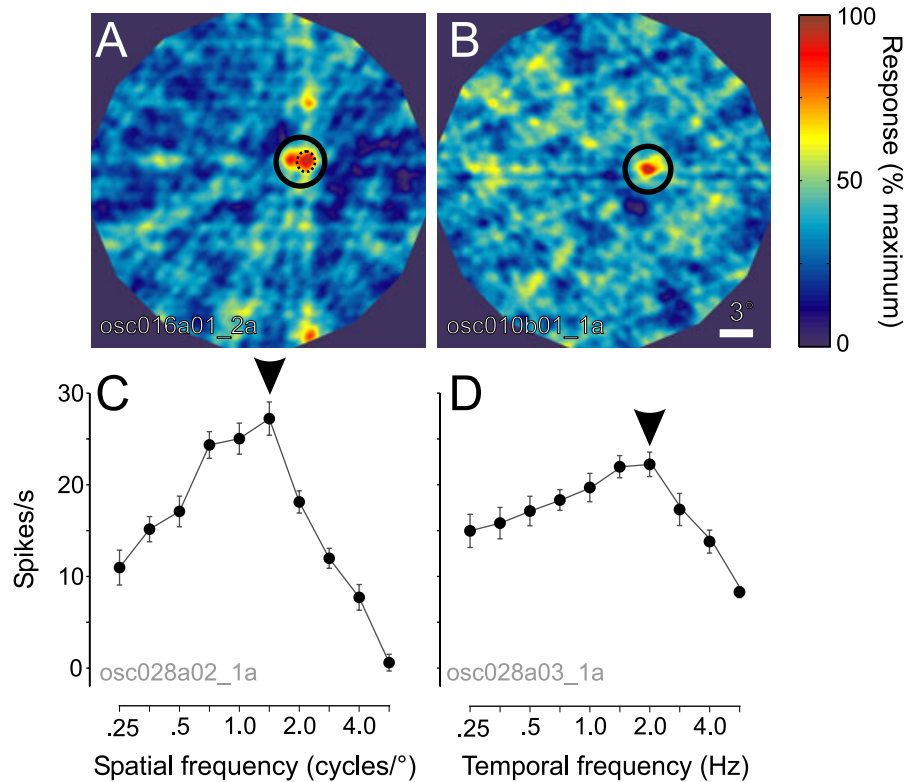 A
B
osc016a01_2a
osc010b01_1a
3°
100
50
0
Response (% maximum)
C
D
30
20
10
0
Spikes/s
osc028a02_1a
osc028a03_1a
.25 .5 1.0 2.0 4.0
.25 .5 1.0 2.0 4.0
Spatial frequency (cycles/°)
Temporal frequency (Hz)